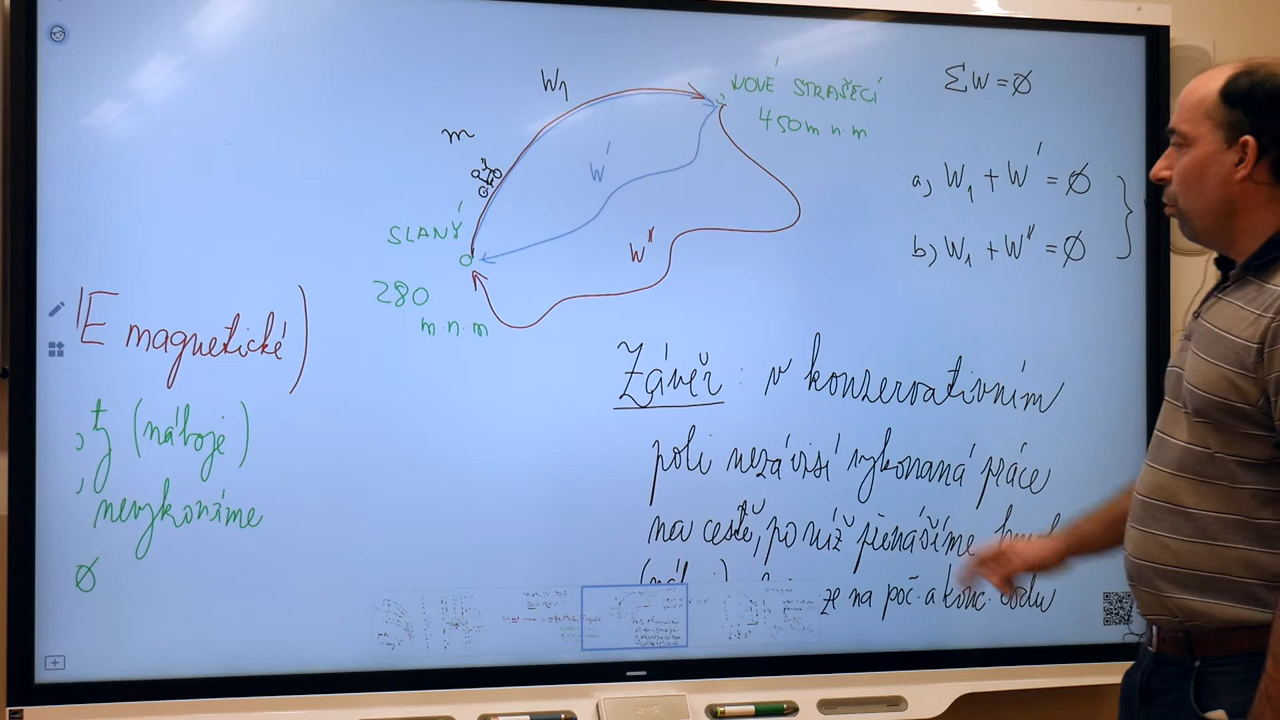 W₁
NOVÉ STRAŠECÍ
450 m n. m
m
W'
SLANÝ
W"
280
m. n. m
ΣW = ∅
a) W₁ + W' = ∅
b) W₁ + W" = ∅
E magnetické)
(náboje)
nevykonáme
∅
Závěr: v konzervativním
poli nezávisí vykonaná práce
na cestě, po níž přenášíme
ze na poč. a konc. bodu